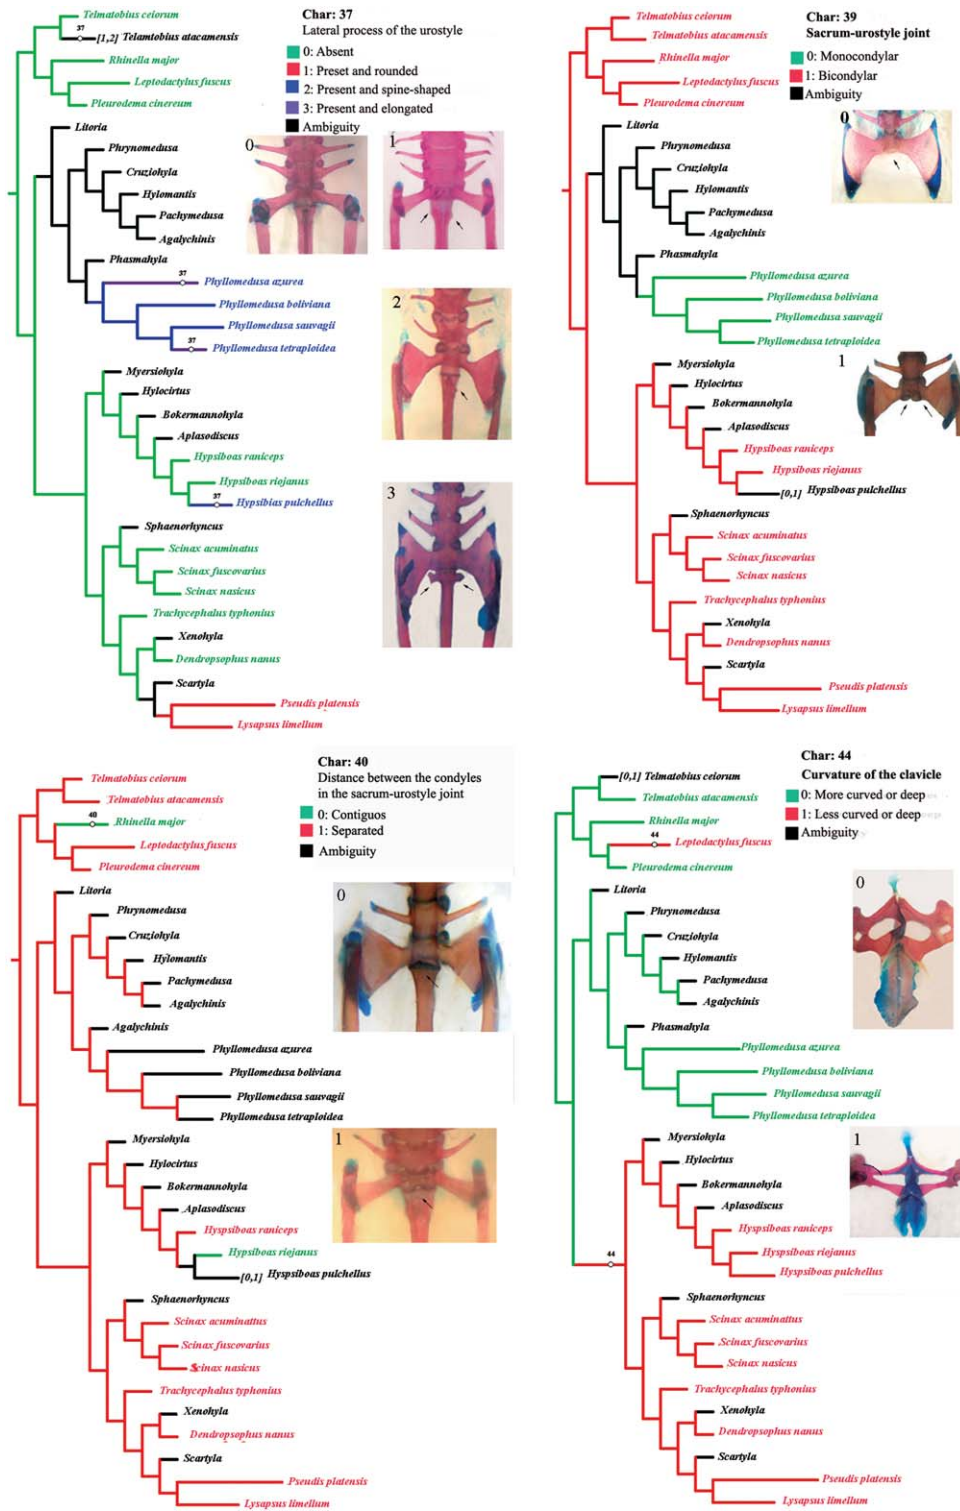 Char: 37
Lateral process of the urostyle
0: Absent
1: Preset and rounded
2: Present and spine-shaped
3: Present and elongated
Ambiguity
Telmatobius ceiorum
37
[1,2] Telamtobius atacamensis
Rhinella major
Leptodactylus fuscus
Pleurodema cinereum
Litoria
Phrynomedusa
Cruziohyla
Hylomantis
Pachymedusa
Agalychinis
Phasmahyla
37
Phyllomedusa azurea
Phyllomedusa boliviana
Phyllomedusa sauvagii
37
Phyllomedusa tetraploidea
Myersiohyla
Hylocirtus
Bokermannohyla
Aplasodiscus
Hypsiboas raniceps
Hypsiboas riojanus
37
Hypsibias pulchellus
Sphaenorhyncus
Scinax acuminatus
Scinax fuscovarius
Scinax nasicus
Trachycephalus typhonius
Xenohyla
Dendropsophus nanus
Scartyla
Pseudis platensis
Lysapsus limellum
0
1
2
3
Char: 39
Sacrum-urostyle joint
0: Monocondylar
1: Bicondylar
Ambiguity
Telmatobius ceiorum
Telmatobius atacamensis
Rhinella major
Leptodactylus fuscus
Pleurodema cinereum
Litoria
Phrynomedusa
Cruziohyla
Hylomantis
Pachymedusa
Agalychinis
Phasmahyla
Phyllomedusa azurea
Phyllomedusa boliviana
Phyllomedusa sauvagii
Phyllomedusa tetraploidea
Myersiohyla
Hylocirtus
Bokermannohyla
Aplasodiscus
Hypsiboas raniceps
Hypsiboas riojanus
[0,1] Hypsiboas pulchellus
Sphaenorhyncus
Scinax acuminatus
Scinax fuscovarius
Scinax nasicus
Trachycephalus typhonius
Xenohyla
Dendropsophus nanus
Scartyla
Pseudis platensis
Lysapsus limellum
0
1
Char: 40
Distance between the condyles
in the sacrum-urostyle joint
0: Contiguos
1: Separated
Ambiguity
Telmatobius ceiorum
Telmatobius atacamensis
40
Rhinella major
Leptodactylus fuscus
Pleurodema cinereum
Litoria
Phrynomedusa
Cruziohyla
Hylomantis
Pachymedusa
Agalychinis
Agalychinis
Phyllomedusa azurea
Phyllomedusa boliviana
Phyllomedusa sauvagii
Phyllomedusa tetraploidea
Myersiohyla
Hylocirtus
Bokermannohyla
Aplasodiscus
Hyspsiboas raniceps
Hypsiboas riojanus
[0,1] Hyspsiboas pulchellus
Sphaenorhyncus
Scinax acuminattus
Scinax fuscovarius
Scinax nasicus
Trachycephalus typhonius
Xenohyla
Dendropsophus nanus
Scartyla
Pseudis platensis
Lysapsus limellum
0
1
Char: 44
Curvature of the clavicle
0: More curved or deep
1: Less curved or deep
Ambiguity
[0,1] Telmatobius ceiorum
Telmatobius atacamensis
Rhinella major
44
Leptodactylus fuscus
Pleurodema cinereum
Litoria
Phrynomedusa
Cruziohyla
Hylomantis
Pachymedusa
Agalychinis
Phasmahyla
Phyllomedusa azurea
Phyllomedusa boliviana
Phyllomedusa sauvagii
Phyllomedusa tetraploidea
Myersiohyla
Hylocirtus
Bokermannohyla
Aplasodiscus
Hyspsiboas raniceps
Hyspsiboas riojanus
Hyspsiboas pulchellus
44
Sphaenorhyncus
Scinax acuminattus
Scinax fuscovarius
Scinax nasicus
Trachycephalus typhonius
Xenohyla
Dendropsophus nanus
Scartyla
Pseudis platensis
Lysapsus limellum
0
1